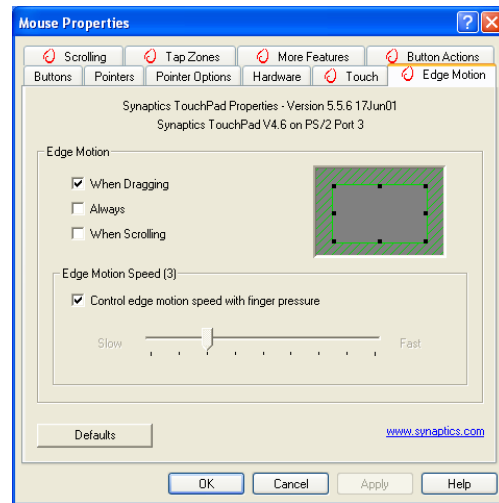 Mouse Properties
Scrolling Tap Zones More Features Button Actions
Buttons Pointers Pointer Options Hardware Touch Edge Motion
Synaptics TouchPad Properties - Version 5.5.6 17Jun01
Synaptics TouchPad V4.6 on PS/2 Port 3
Edge Motion
When Dragging
Always
When Scrolling
Edge Motion Speed (3)
Control edge motion speed with finger pressure
Slow Fast
Defaults www.synaptics.com
OK Cancel Apply Help